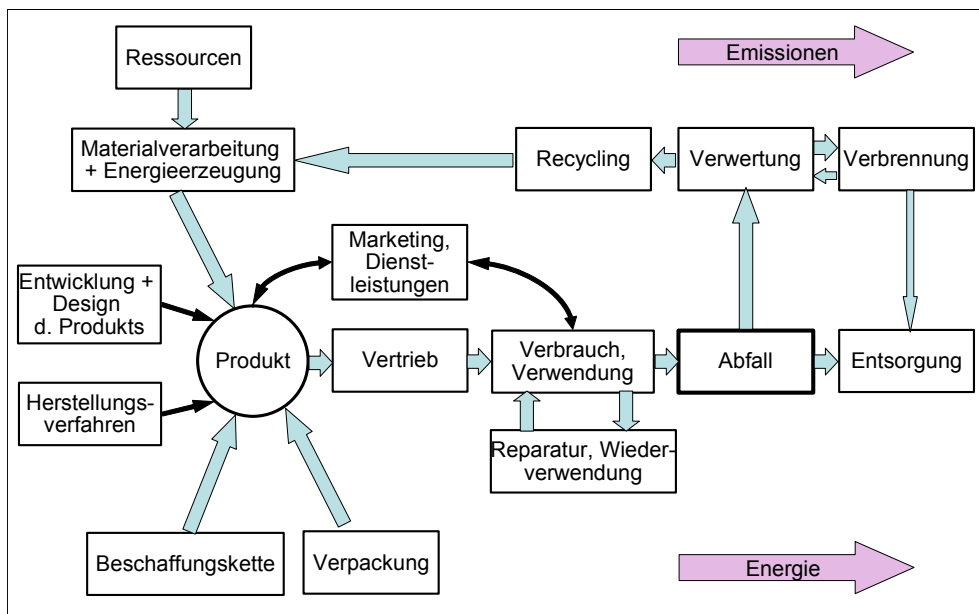 Ressourcen
Emissionen
Materialverarbeitung
+ Energieerzeugung
Recycling
Verwertung
Verbrennung
Marketing,
Dienst-
leistungen
Entwicklung +
Design
d. Produkts
Produkt
Vertrieb
Verbrauch,
Verwendung
Abfall
Entsorgung
Herstellungs-
verfahren
Reparatur, Wieder-
verwendung
Beschaffungskette
Verpackung
Energie